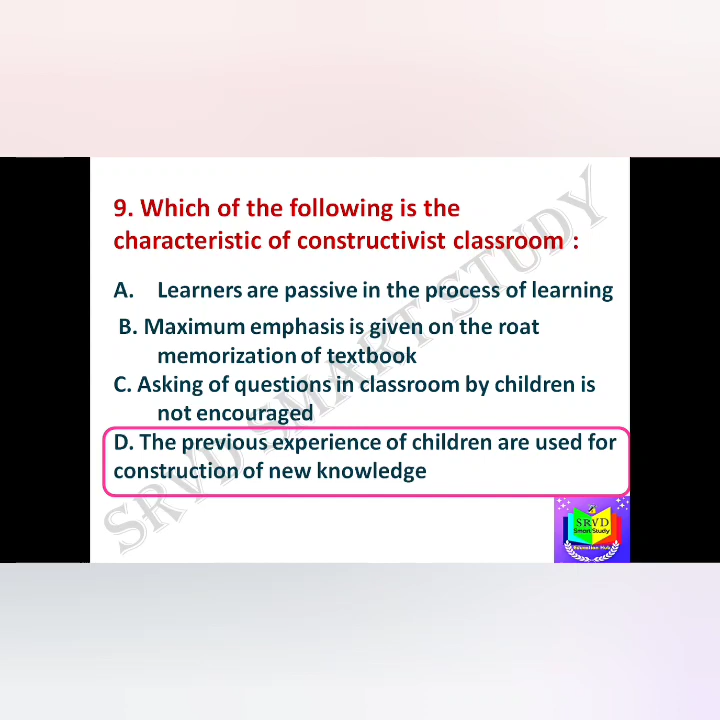 9. Which of the following is the
characteristic of constructivist classroom :
A. Learners are passive in the process of learning
B. Maximum emphasis is given on the roat
memorization of textbook
C. Asking of questions in classroom by children is
not encouraged
D. The previous experience of children are used for
construction of new knowledge
SRVD SMART STUDY
SRVD
Smart Study
Education Hub